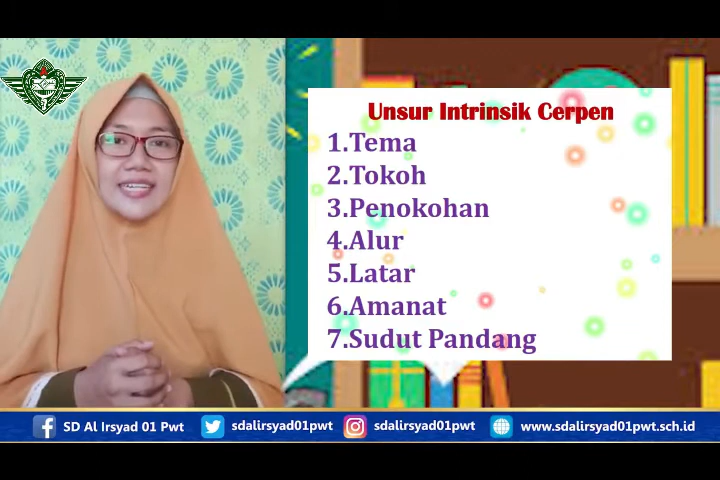 Unsur Intrinsik Cerpen
1.Tema
2.Tokoh
3.Penokohan
4.Alur
5.Latar
6.Amanat
7.Sudut Pandang
SD Al Irsyad 01 Pwt
sdalirsyad01pwt
sdalirsyad01pwt
www.sdalirsyad01pwt.sch.id